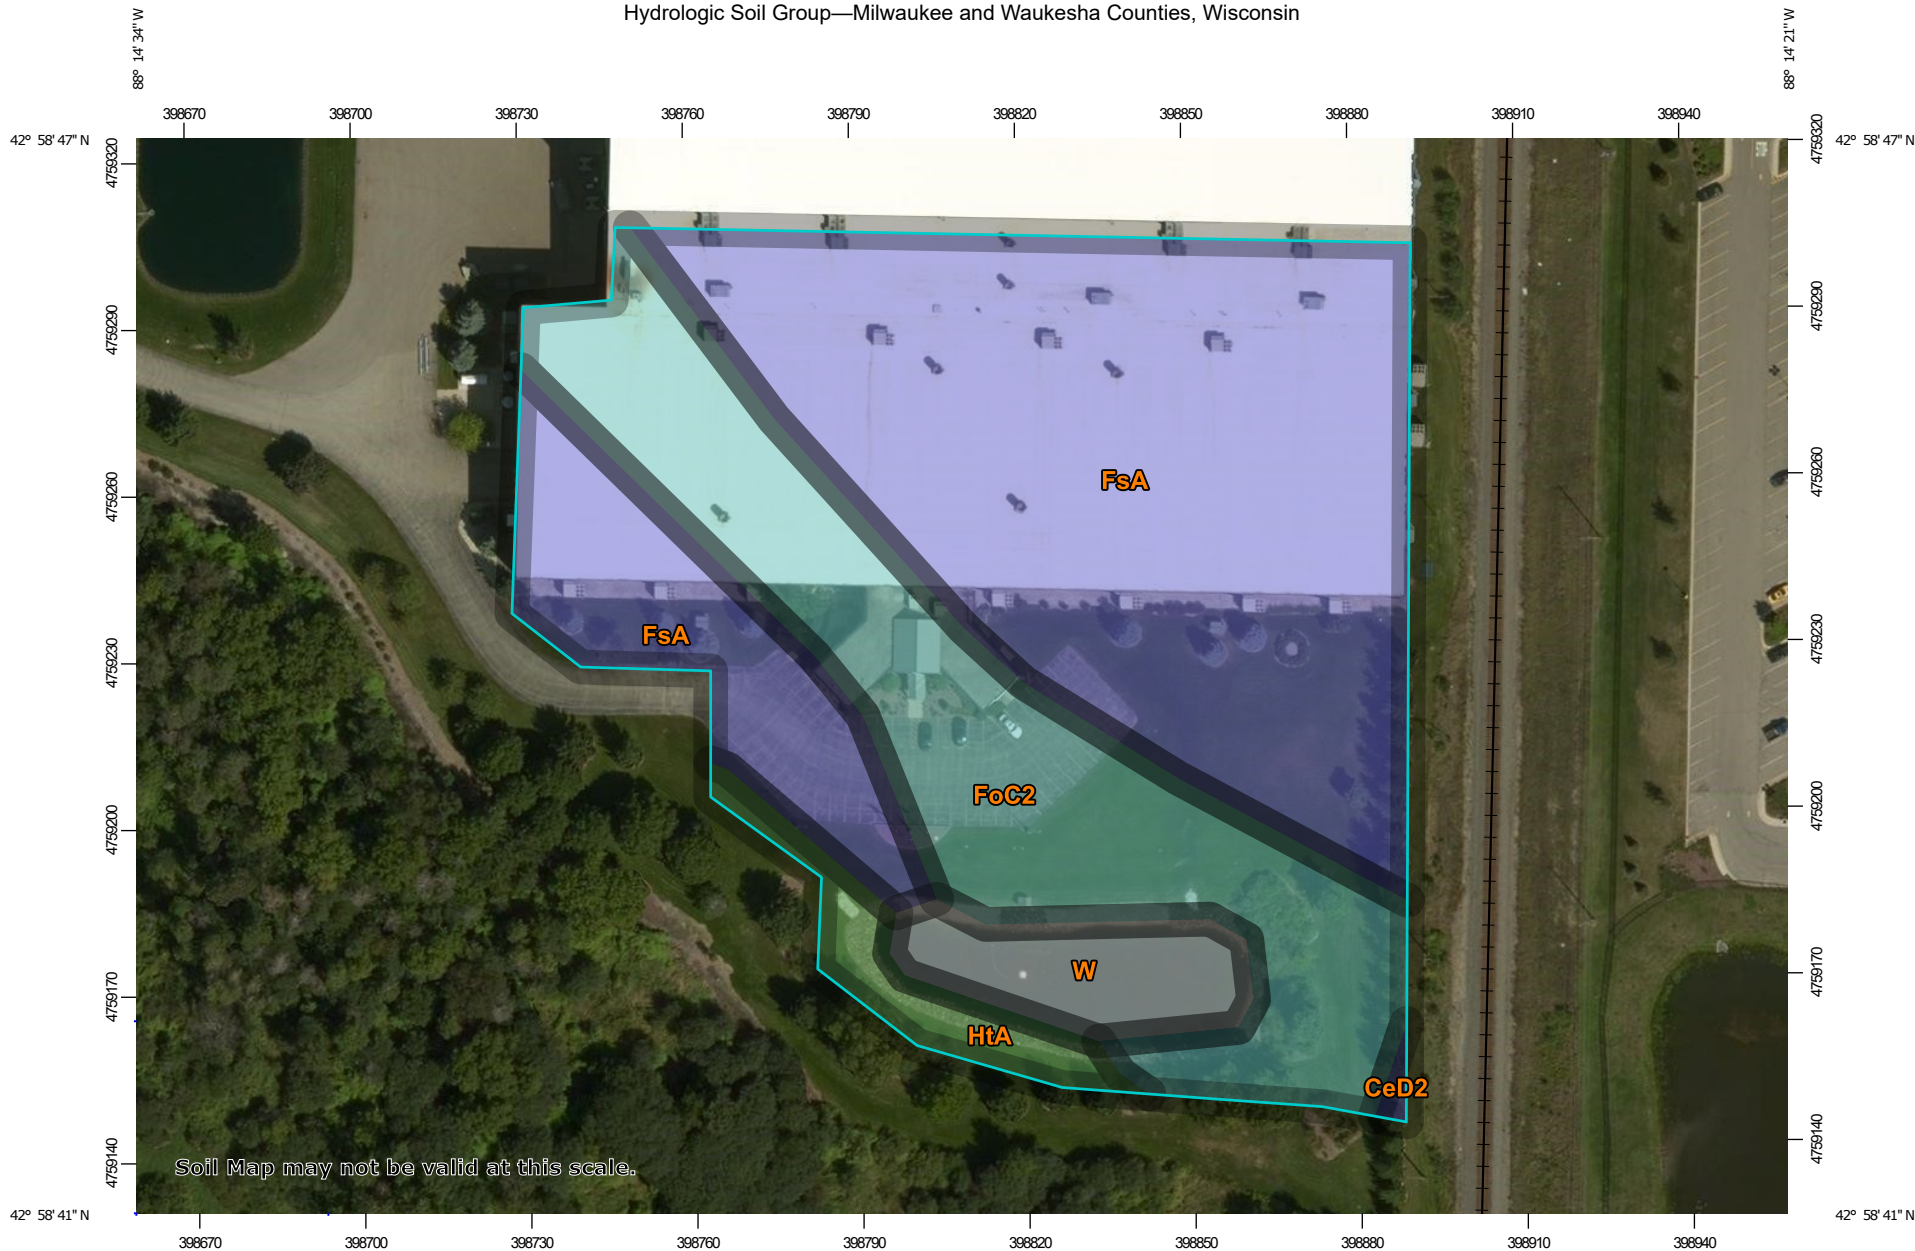 Hydrologic Soil Group—Milwaukee and Waukesha Counties, Wisconsin
88° 14' 34'' W
88° 14' 21'' W
398670 398700 398730 398760 398790 398820 398850 398880 398910 398940
42° 58' 47'' N
42° 58' 47'' N
4759320
4759320
4759290
4759290
4759260
4759260
FsA
4759230
4759230
FsA
4759200
4759200
FoC2
4759170
4759170
W
HtA
CeD2
4759140
4759140
Soil Map may not be valid at this scale.
42° 58' 41'' N
42° 58' 41'' N
398670 398700 398730 398760 398790 398820 398850 398880 398910 398940